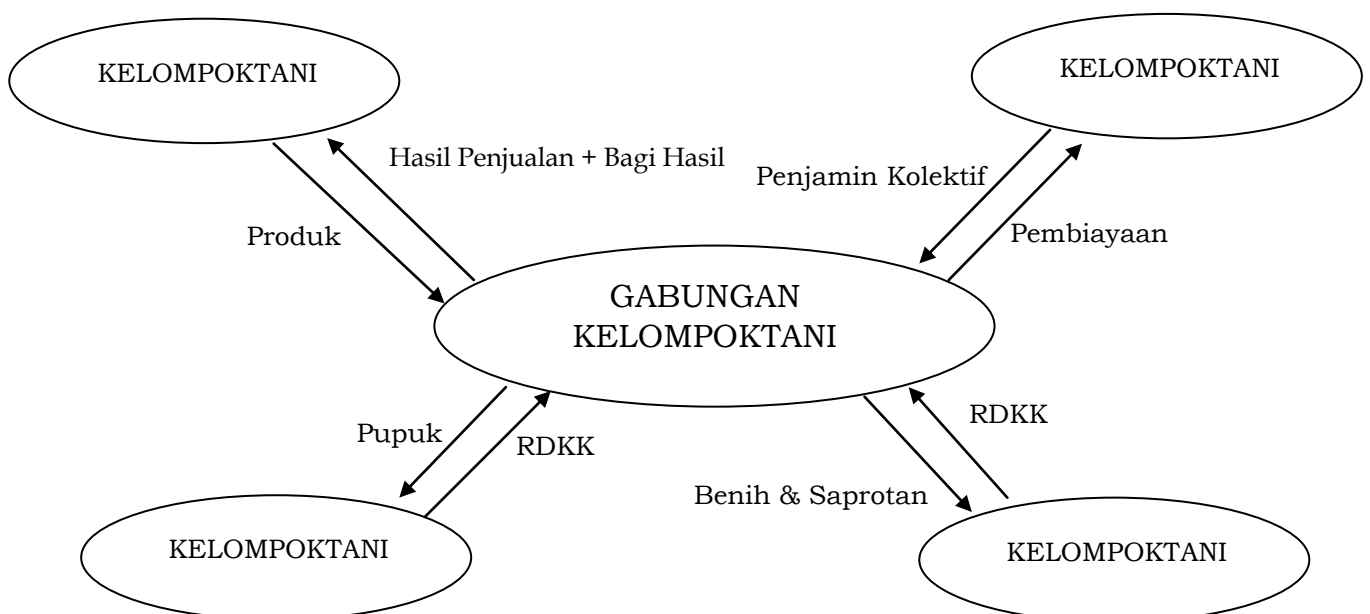 KELOMPOKTANI
KELOMPOKTANI
Hasil Penjualan + Bagi Hasil
Penjamin Kolektif
Produk
Pembiayaan
GABUNGAN
KELOMPOKTANI
Pupuk
RDKK
RDKK
Benih & Saprotan
KELOMPOKTANI
KELOMPOKTANI